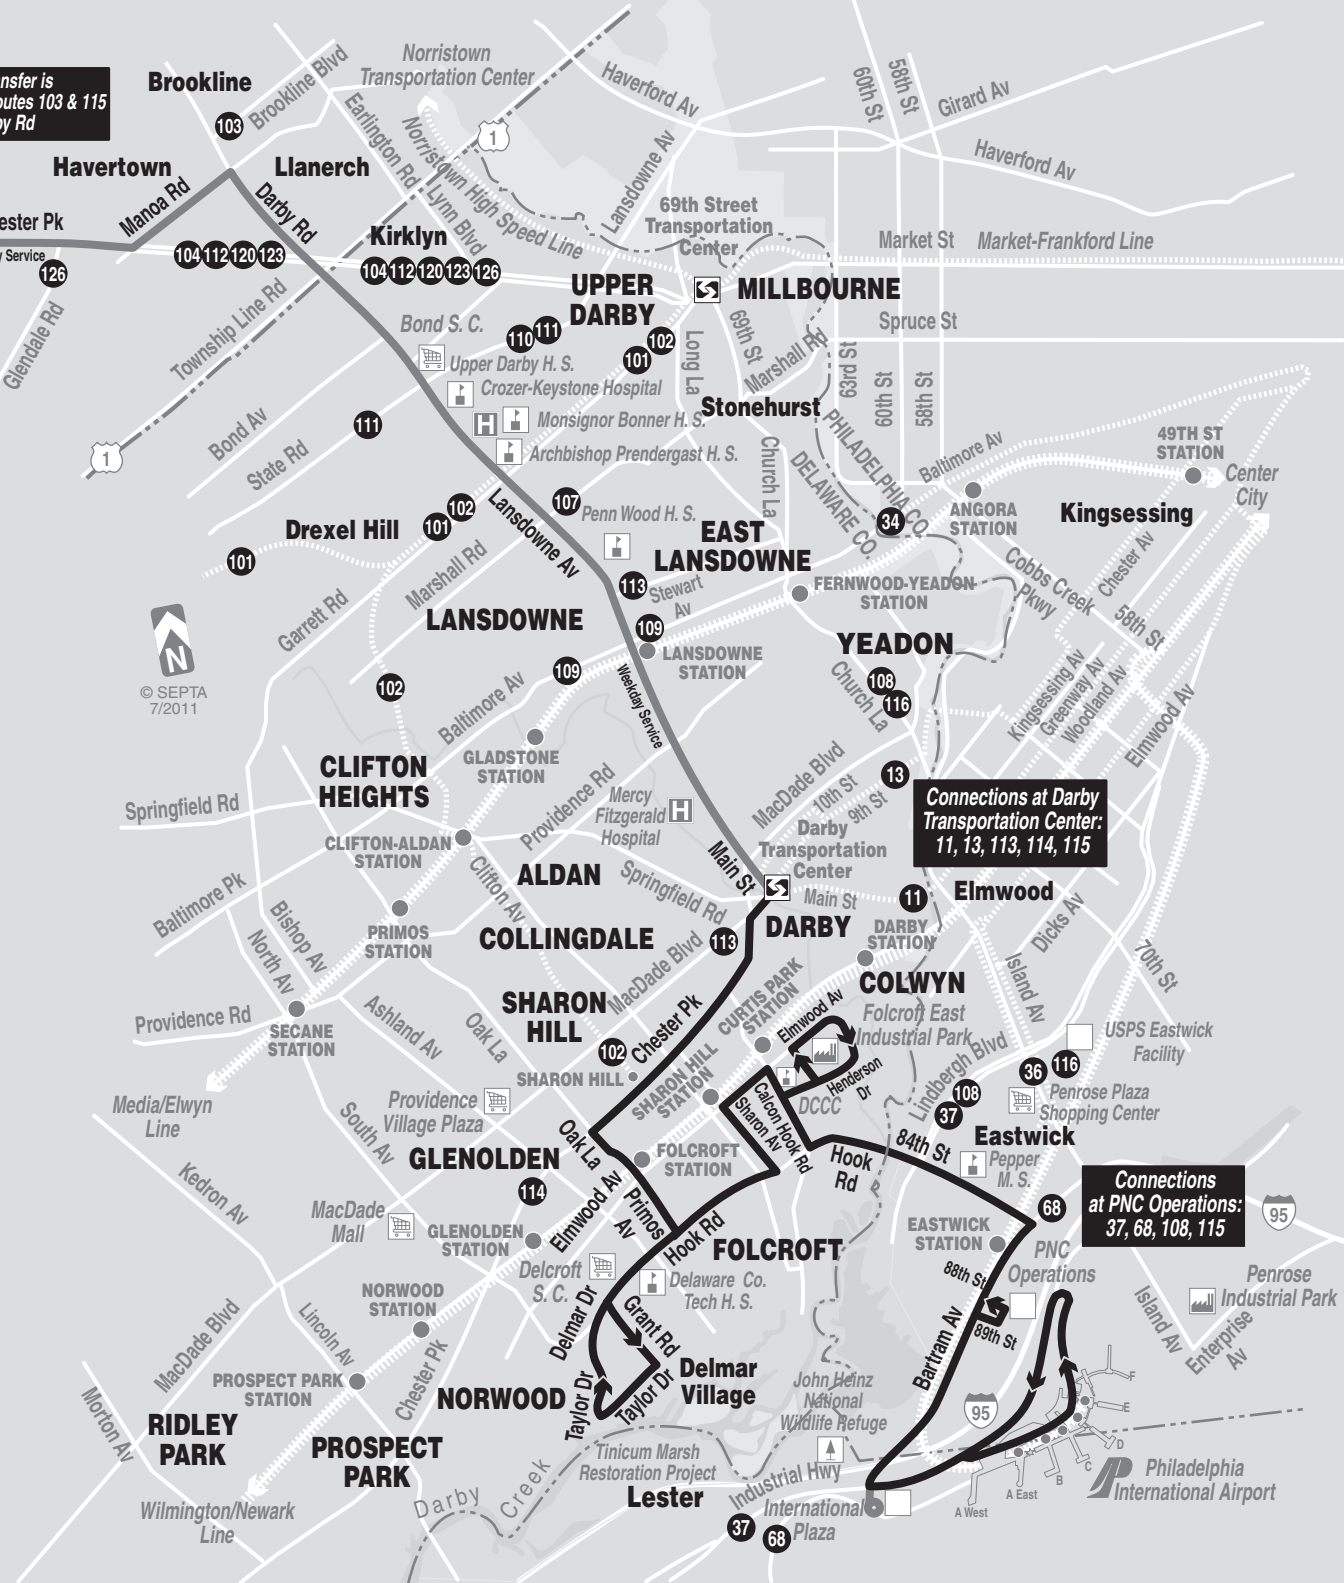 nsfer is
outes 103 & 115
by Rd
Brookline
103
Brookline Blvd
Norristown
Transportation Center
Earlington Rd
1
Haverford Av
60th St
58th St
Girard Av
Haverford Av
Havertown
Llanerch
Manoa Rd
Darby Rd
Norristown High Speed Line
Lynn Blvd
Lansdowne Av
69th Street
Transportation
Center
ester Pk
y Service
126
104 112 120 123
Kirklyn
104 112 120 123 126
Market St
Market-Frankford Line
UPPER
DARBY
MILLBOURNE
Glendale Rd
Township Line Rd
Bond S. C.
110
111
102
101
Upper Darby H. S.
Crozer-Keystone Hospital
Long La
69th St
Marshall Rd
63rd St
Spruce St
60th St
58th St
Bond Av
111
State Rd
1
H
Monsignor Bonner H. S.
Archbishop Prendergast H. S.
Stonehurst
Church La
PHILADELPHIA CO.
DELAWARE CO.
Baltimore Av
49TH ST
STATION
Center
City
Drexel Hill
101
102
101
Lansdowne Av
107
Penn Wood H. S.
EAST
LANSDOWNE
34
ANGORA
STATION
Kingsessing
Garrett Rd
Marshall Rd
113
Stewart
Av
FERNWOOD-YEADON
STATION
Cobbs Creek
Pkwy
Chester Av
58th St
N
© SEPTA
7/2011
LANSDOWNE
109
LANSDOWNE
STATION
Weekday Service
YEADON
108
116
Church La
Kingsessing Av
Greenway Av
Woodland Av
Elmwood Av
102
109
Baltimore Av
GLADSTONE
STATION
CLIFTON
HEIGHTS
Springfield Rd
CLIFTON-ALDAN
STATION
Providence Rd
Mercy
Fitzgerald
Hospital
H
MacDade Blvd
10th St
9th St
13
Connections at Darby
Transportation Center:
11, 13, 113, 114, 115
Darby
Transportation
Center
Main St
Main St
11
Elmwood
Baltimore Pk
Bishop Av
North Av
PRIMOS
STATION
Clifton Av
ALDAN
Springfield Rd
COLLINGDALE
113
DARBY
DARBY
STATION
Dicks Av
70th St
Island Av
Providence Rd
SECANE
STATION
Ashland Av
Oak La
SHARON
HILL
MacDade Blvd
Chester Pk
102
SHARON HILL
CURTIS PARK
STATION
SHARON HILL
STATION
COLWYN
Elmwood Av
Folcroft East
Industrial Park
Henderson
Dr
DCCC
Calcon Hook Rd
Sharon Av
Lindbergh Blvd
USPS Eastwick
Facility
36
116
108
37
Penrose Plaza
Shopping Center
Media/Elwyn
Line
South Av
Providence
Village Plaza
Oak La
GLENOLDEN
114
FOLCROFT
STATION
Hook
Rd
84th St
Eastwick
Pepper
M. S.
Connections
at PNC Operations:
37, 68, 108, 115
95
Kedron Av
MacDade
Mall
GLENOLDEN
STATION
Elmwood Av
Primos
Av
Hook Rd
FOLCROFT
68
EASTWICK
STATION
PNC
Operations
88th St
89th St
Delcroft
S. C.
Delaware Co.
Tech H. S.
Penrose
Industrial Park
Island Av
Enterprise
Av
MacDade Blvd
NORWOOD
STATION
Lincoln Av
PROSPECT PARK
STATION
Chester Pk
Delmar Dr
Grant Rd
Taylor Dr
Taylor Dr
NORWOOD
Delmar
Village
Bartram Av
John Heinz
National
Wildlife Refuge
95
F
E
D
C
B
A East
A West
Morton Av
RIDLEY
PARK
PROSPECT
PARK
Wilmington/Newark
Line
Darby
Creek
Tinicum Marsh
Restoration Project
Lester
Industrial Hwy
International
Plaza
37
68
Philadelphia
International Airport